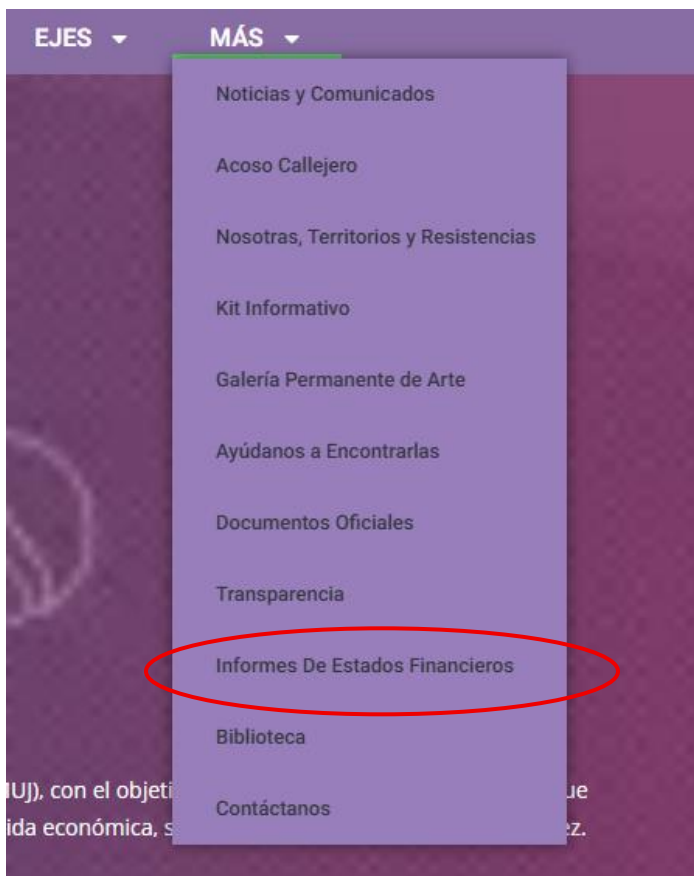 EJES
MÁS
Noticias y Comunicados
Acoso Callejero
Nosotras, Territorios y Resistencias
Kit Informativo
Galería Permanente de Arte
Ayúdanos a Encontrarlas
Documentos Oficiales
Transparencia
Informes De Estados Financieros
Biblioteca
Contáctanos
con el objeti
ida económica, s